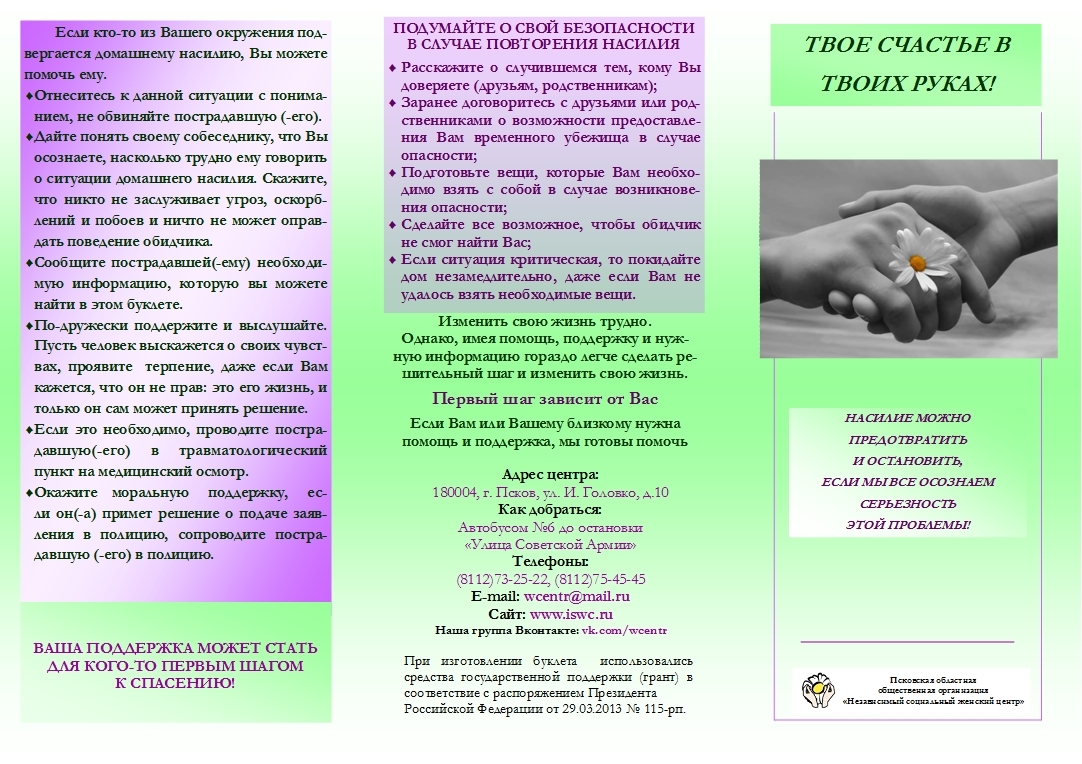 Если кто-то из Вашего окружения под-
вергается домашнему насилию, Вы можете
помочь ему.
♦Отнеситесь к данной ситуации с понима-
нием, не обвиняйте пострадавшую (-его).
♦Дайте понять своему собеседнику, что Вы
осознаете, насколько трудно ему говорить
о ситуации домашнего насилия. Скажите,
что никто не заслуживает угроз, оскорб-
лений и побоев и ничто не может оправ-
дать поведение обидчика.
♦Сообщите пострадавшей(-ему) необходи-
мую информацию, которую вы можете
найти в этом буклете.
♦По-дружески поддержите и выслушайте.
Пусть человек выскажется о своих чувст-
вах, проявите терпение, даже если Вам
кажется, что он не прав: это его жизнь, и
только он сам может принять решение.
♦Если это необходимо, проводите постра-
давшую(-его) в травматологический
пункт на медицинский осмотр.
♦Окажите моральную поддержку, ес-
ли он(-а) примет решение о подаче заяв-
ления в полицию, сопроводите постра-
давшую (-его) в полицию.
ВАША ПОДДЕРЖКА МОЖЕТ СТАТЬ
ДЛЯ КОГО-ТО ПЕРВЫМ ШАГОМ
К СПАСЕНИЮ!
ПОДУМАЙТЕ О СВОЙ БЕЗОПАСНОСТИ
В СЛУЧАЕ ПОВТОРЕНИЯ НАСИЛИЯ
♦ Расскажите о случившемся тем, кому Вы
доверяете (друзьям, родственникам);
♦ Заранее договоритесь с друзьями или род-
ственниками о возможности предоставле-
ния Вам временного убежища в случае
опасности;
♦ Подготовьте вещи, которые Вам необхо-
димо взять с собой в случае возникнове-
ния опасности;
♦ Сделайте все возможное, чтобы обидчик
не смог найти Вас;
♦ Если ситуация критическая, то покидайте
дом незамедлительно, даже если Вам не
удалось взять необходимые вещи.
Изменить свою жизнь трудно.
Однако, имея помощь, поддержку и нуж-
ную информацию гораздо легче сделать ре-
шительный шаг и изменить свою жизнь.
Первый шаг зависит от Вас
Если Вам или Вашему близкому нужна
помощь и поддержка, мы готовы помочь
Адрес центра:
180004, г. Псков, ул. И. Головко, д.10
Как добраться:
Автобусом №6 до остановки
«Улица Советской Армии»
Телефоны:
(8112)73-25-22, (8112)75-45-45
E-mail: wcentr@mail.ru
Сайт: www.iswc.ru
Наша группа Вконтакте: vk.com/wcentr
При изготовлении буклета использовались
средства государственной поддержки (грант) в
соответствие с распоряжением Президента
Российской Федерации от 29.03.2013 № 115-рп.
ТВОЕ СЧАСТЬЕ В
ТВОИХ РУКАХ!
НАСИЛИЕ МОЖНО
ПРЕДОТВРАТИТЬ
И ОСТАНОВИТЬ,
ЕСЛИ МЫ ВСЕ ОСОЗНАЕМ
СЕРЬЕЗНОСТЬ
ЭТОЙ ПРОБЛЕМЫ!
Псковская областная
общественная организация
«Независимый социальный женский центр»